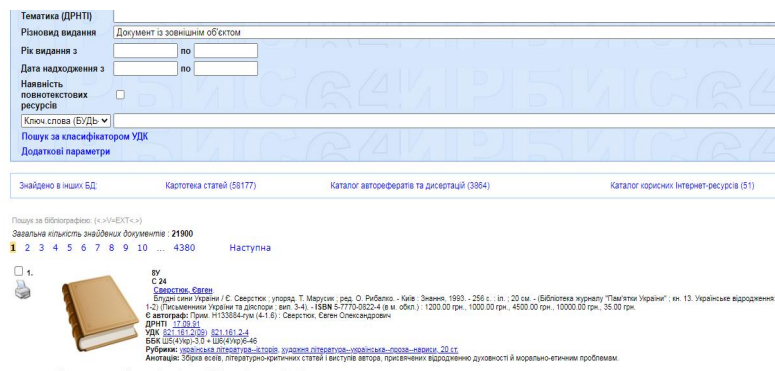 Тематика (ДРНТІ)
Різновид видання Документ із зовнішнім об'єктом
Рік видання з по
Дата надходження з по
Наявність
повнотекстових
ресурсів
Ключ.слова (БУДЬ-
Пошук за класифікатором УДК
Додаткові параметри
ИРБИС 64 ИРБИС 64
Знайдено в інших БД: Картотека статей (58177) Каталог авторефератів та дисертацій (3864) Каталог корисних Інтернет-ресурсів (51)
Пошук за бібліографією: (<.>V=EXT<.>)
Загальна кількість знайдених документів : 21900
1 2 3 4 5 6 7 8 9 10 ... 4380 Наступна
1.
8У
С 24
Сверстюк, Євген.
Блудні сини України / Є. Сверстюк ; упоряд. Т. Марусик ; ред. О. Рибалко. - Київ : Знання, 1993. - 256 с. : іл. ; 20 см. - (Бібліотека журналу "Пам'ятки України" ; кн. 13. Українське відродження
1-2) (Письменники України та діаспори ; вип. 3-4). - ISBN 5-7770-0822-4 (в м. обкл.) : 1200.00 грн., 1000.00 грн., 4500.00 грн., 10000.00 грн., 35.00 грн.
Є автограф: Прим. Н133884-гум (4-1.6) : Сверстюк, Євген Олександрович
ДРНТІ 17.09.91
УДК 821.161.2(09) 821.161.2-4
ББК Ш5(4Укр)-3,0 + Ш6(4Укр)6-46
Рубрики: українська література--історія, художня література--українська--проза--нариси, 20 ст.
Анотація: Збірка есеїв, літературно-критичних статей і виступів автора, присвячених відродженню духовності й морально-етичним проблемам.